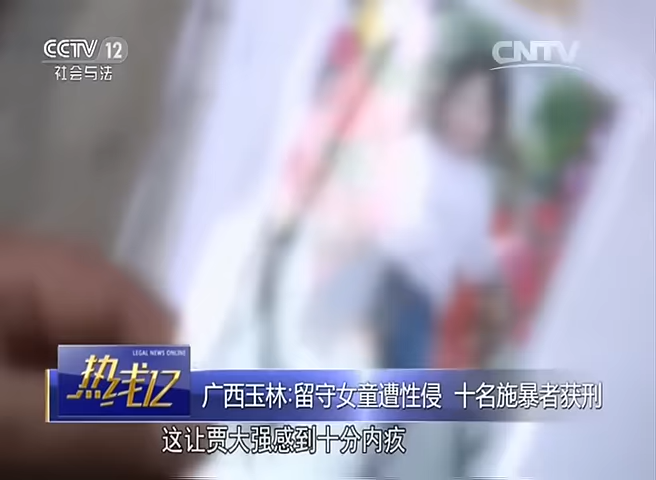 CCTV 12
社会与法
CNTV
LEGAL NEWS ONLINE
热线12
广西玉林:留守女童遭性侵 十名施暴者获刑
这让贾大强感到十分内疚